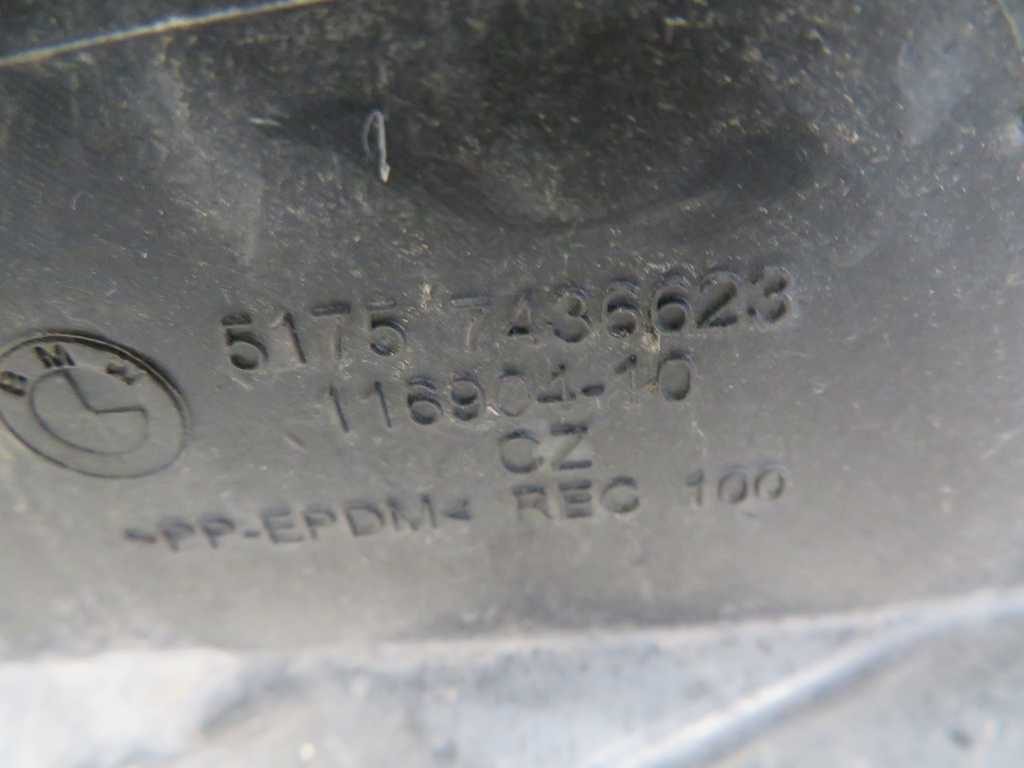 BMW
5175 7436623
116904-10
CZ
>PP-EPDM< REC 100